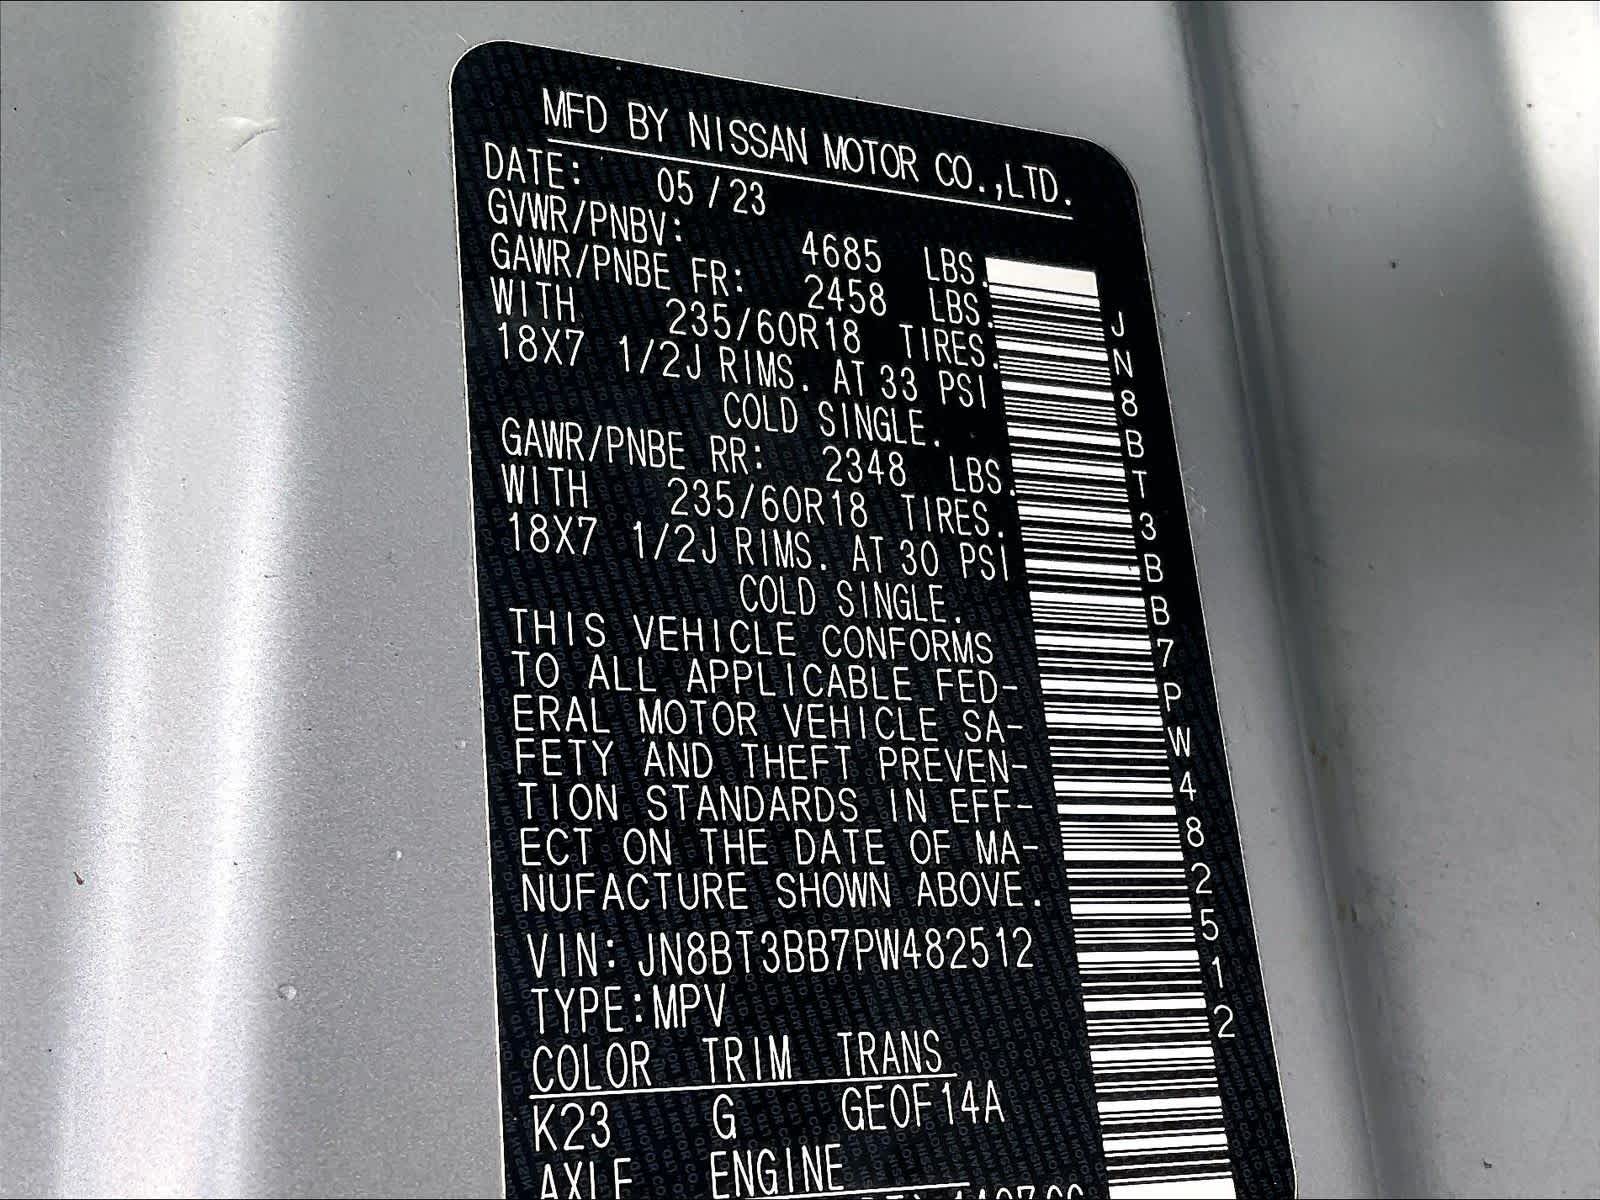 MFD BY NISSAN MOTOR CO.,LTD.
DATE: 05/23
GVWR/PNBV: 4685 LBS.
GAWR/PNBE FR: 2458 LBS.
WITH 235/60R18 TIRES.
18X7 1/2J RIMS. AT 33 PSI
COLD SINGLE.
GAWR/PNBE RR: 2348 LBS.
WITH 235/60R18 TIRES.
18X7 1/2J RIMS. AT 30 PSI
COLD SINGLE.
THIS VEHICLE CONFORMS
TO ALL APPLICABLE FED-
ERAL MOTOR VEHICLE SA-
FETY AND THEFT PREVEN-
TION STANDARDS IN EFF-
ECT ON THE DATE OF MA-
NUFACTURE SHOWN ABOVE.
VIN: JN8BT3BB7PW482512
TYPE:MPV
COLOR TRIM TRANS
K23 G GE0F14A
AXLE ENGINE
JN8BT3BB7PW482512